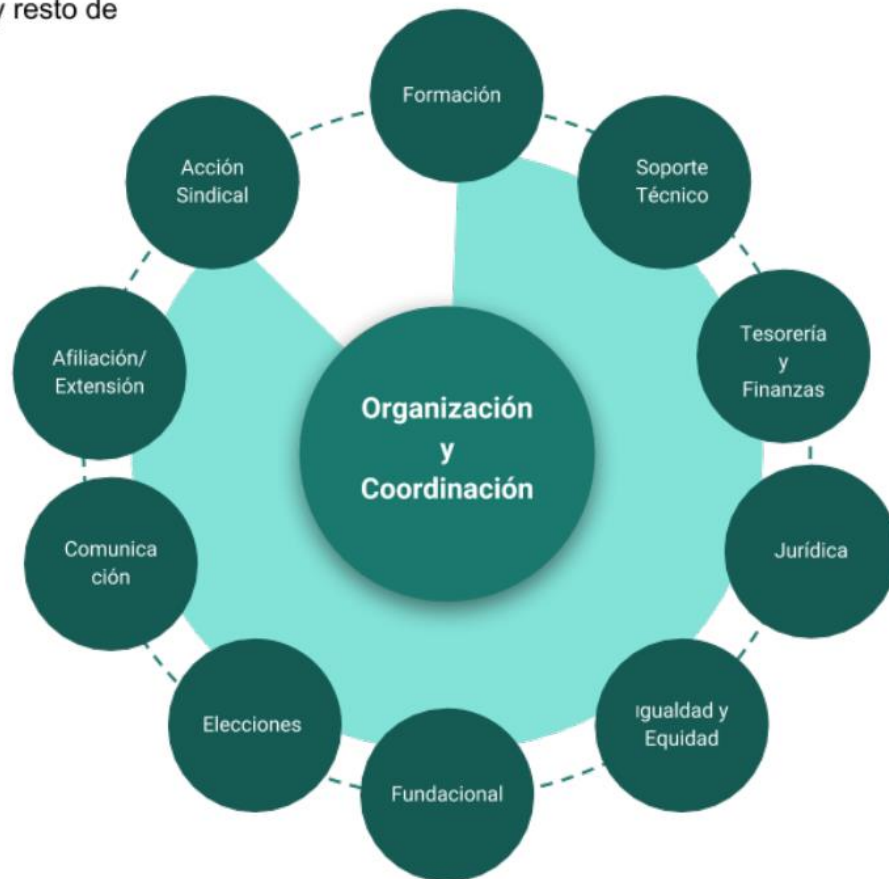 y resto de
Formación
Soporte
Técnico
Tesorería
y
Finanzas
Jurídica
Igualdad y
Equidad
Fundacional
Elecciones
Comunica
ción
Afiliación/
Extensión
Acción
Sindical
Organización
y
Coordinación